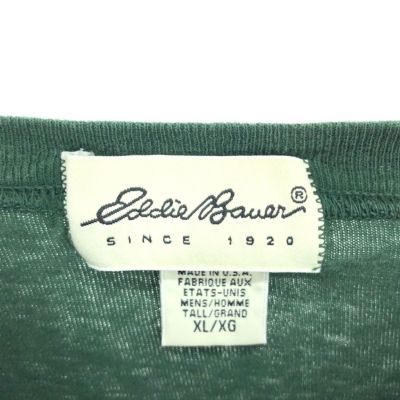 Eddie Bauer®
SINCE 1920
MADE IN U.S.A.
FABRIQUE AUX
ETATS-UNIS
MENS/HOMME
TALL/GRAND
XL/XG